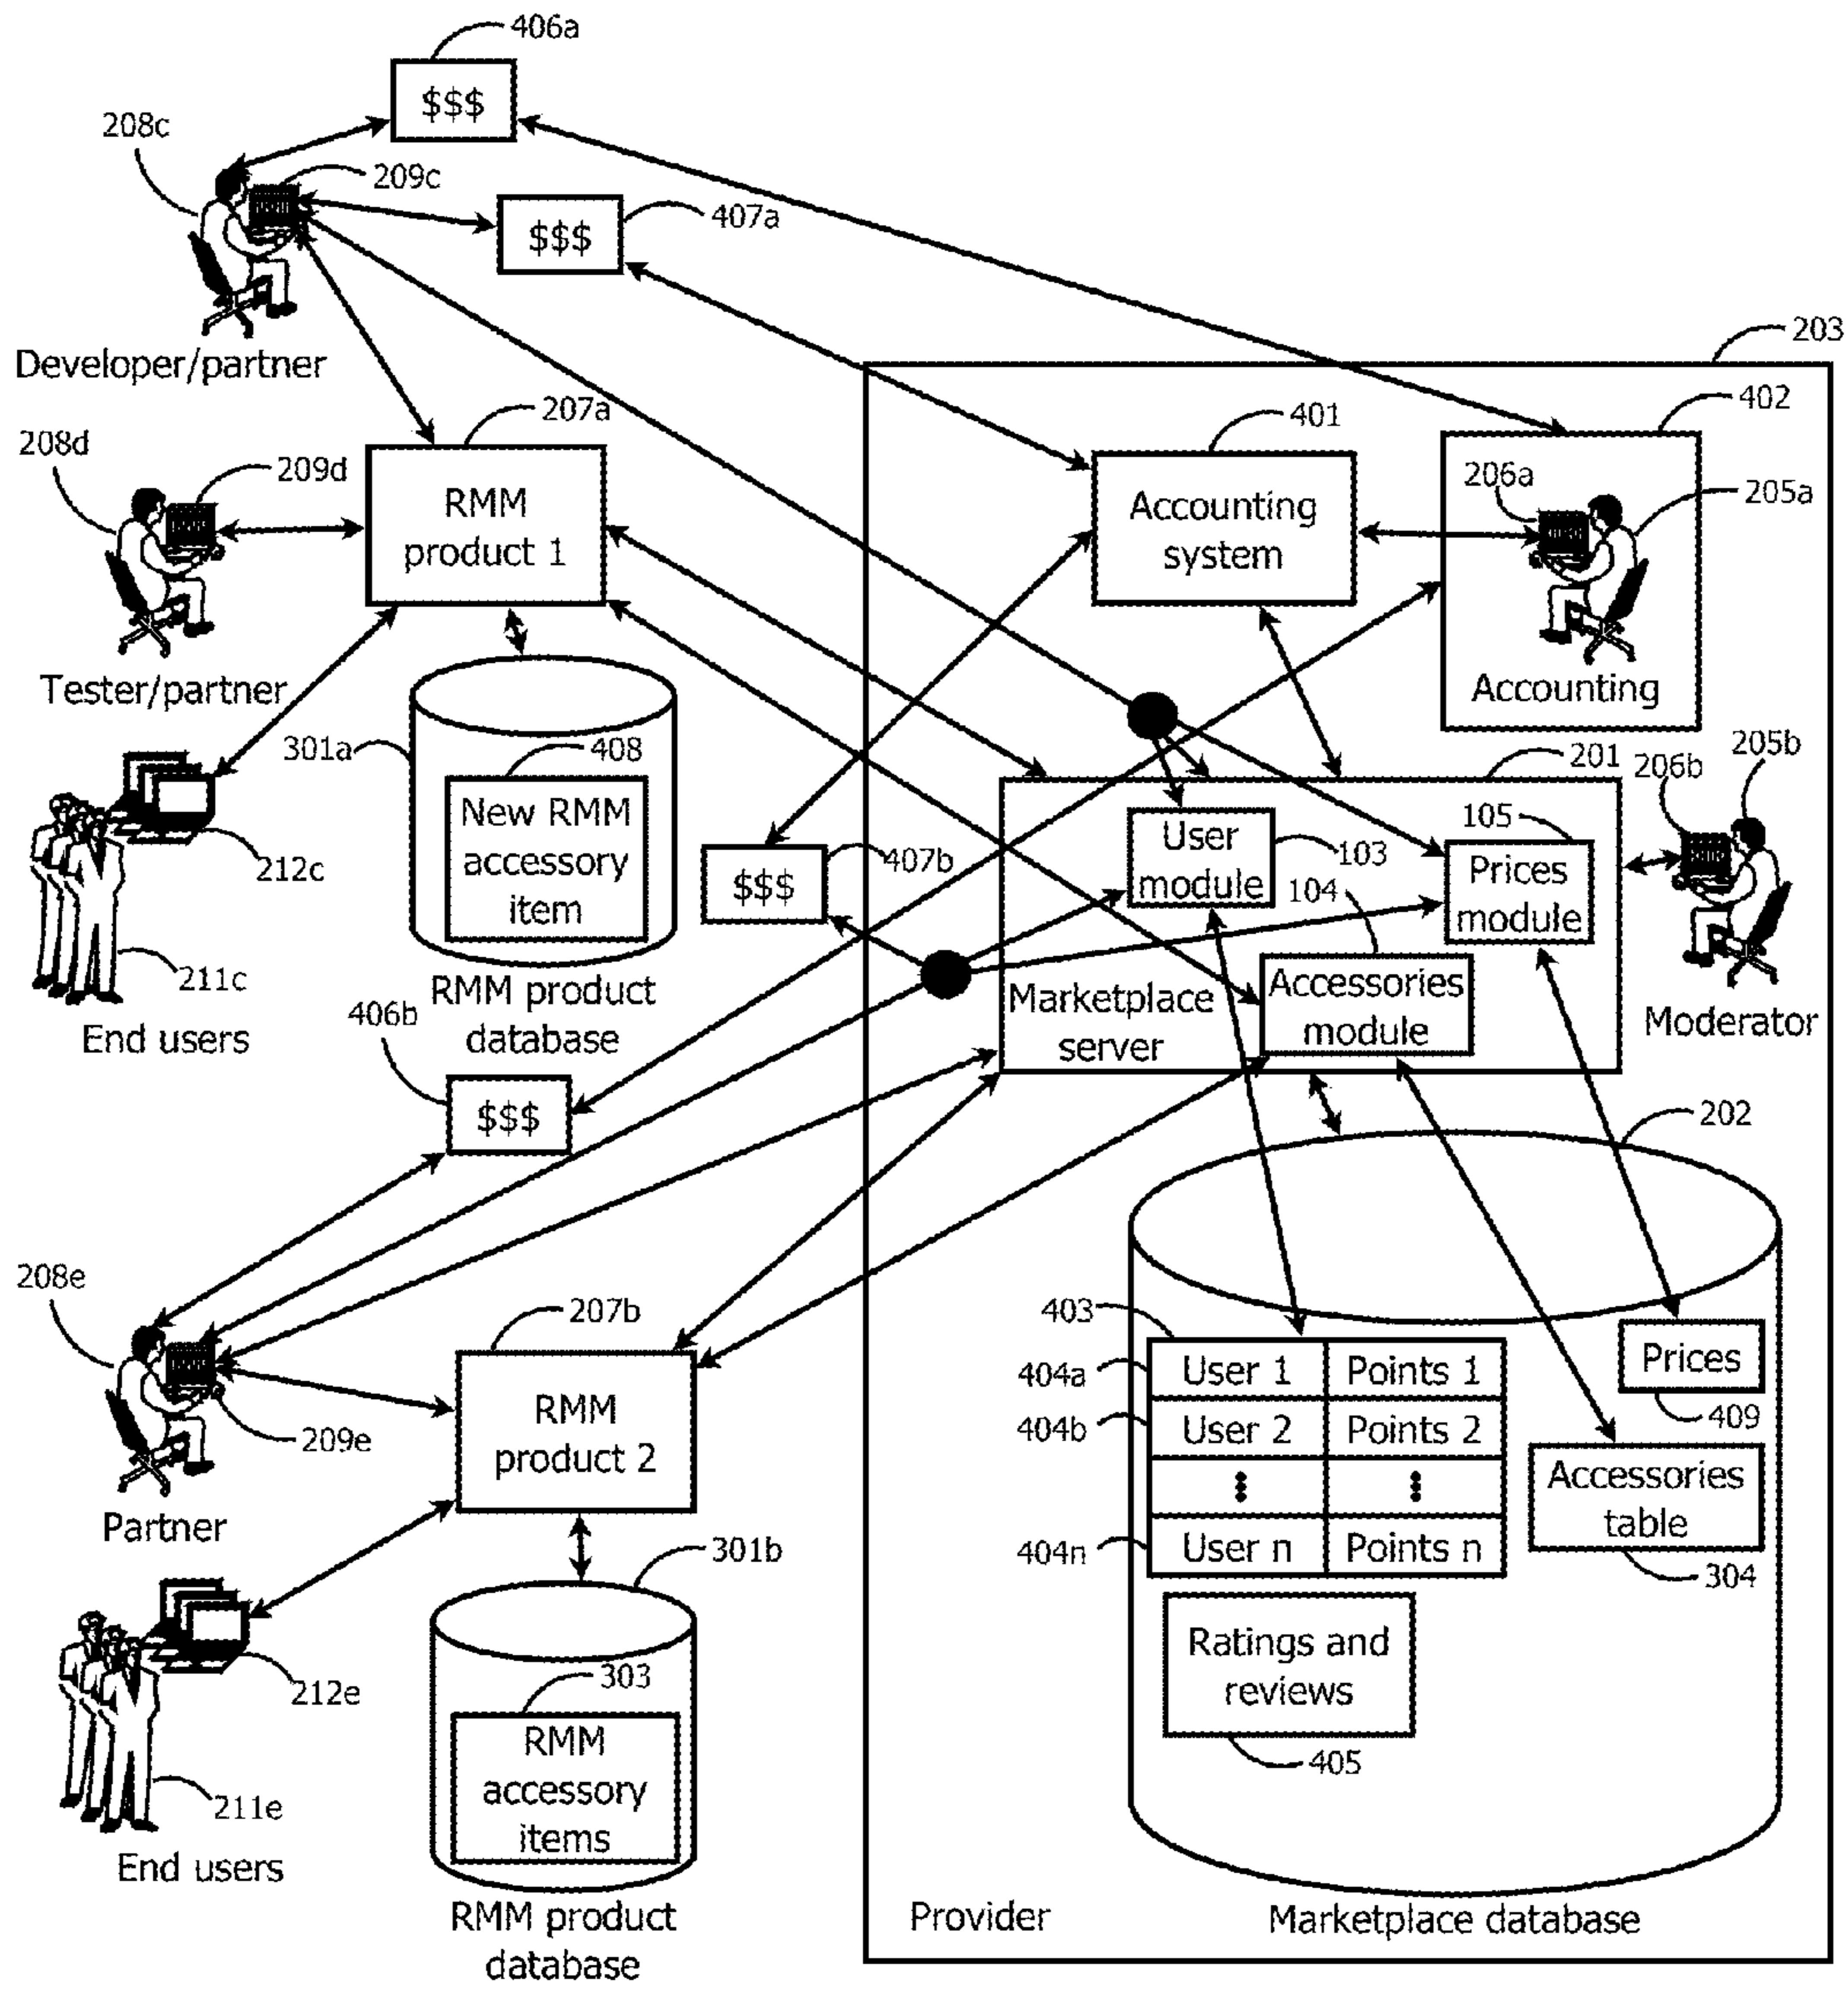 406a
$$$
208c
209c
407a
$$$
Developer/partner
203
207a
401
402
208d
209d
RMM
product 1
Accounting
system
206a
205a
Accounting
Tester/partner
301a
408
New RMM
accessory
item
201
206b
205b
105
User
module
103
Prices
module
407b
$$$
104
212c
211c
End users
RMM product
database
Marketplace
server
Accessories
module
Moderator
406b
$$$
202
208e
207b
403
404a
User 1
Points 1
Prices
409
404b
User 2
Points 2
RMM
product 2
209e
Accessories
table
304
404n
User n
Points n
Partner
301b
Ratings and
reviews
405
212e
303
RMM
accessory
items
211e
End users
RMM product
database
Provider
Marketplace database